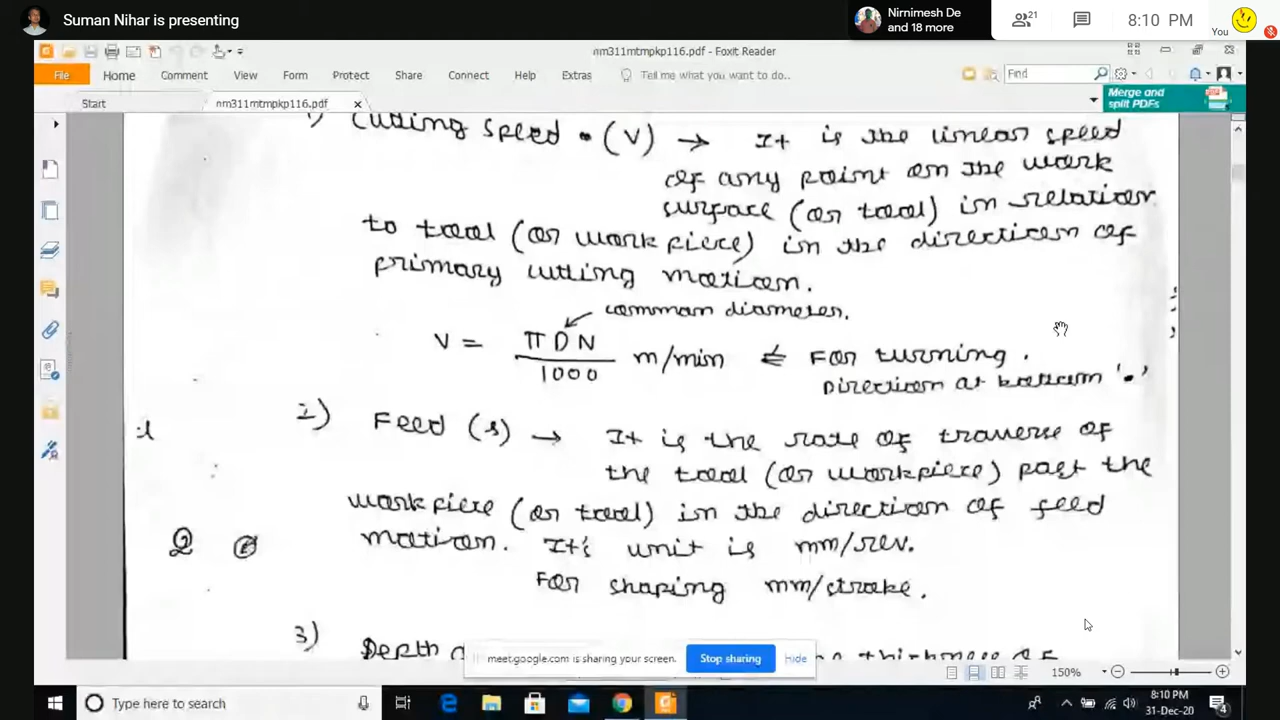 Suman Nihar is presenting
Nirnimesh De
and 18 more
21
8:10 PM
You
nm311mtmpkp116.pdf - Foxit Reader
File Home Comment View Form Protect Share Connect Help Extras Tell me what you want to do.. Find
Start nm311mtmpkp116.pdf
Merge and
split PDFs
1) Cutting Speed (V) → It is the linear speed
of any point on the work
surface (or tool) in relation
to tool (or work piece) in the direction of
primary cutting motion.
common diameter.
V = πDN / 1000 m/min ⇐ For turning.
Direction at bottom '•'
2) Feed (s) → It is the rate of traverse of
the tool (or workpiece) past the
workpiece (or tool) in the direction of feed
motion. It's unit is mm/rev.
For shaping mm/stroke.
2
3) Depth
thickness of
meet.google.com is sharing your screen. Stop sharing Hide
150%
Type here to search
8:10 PM
31-Dec-20
4